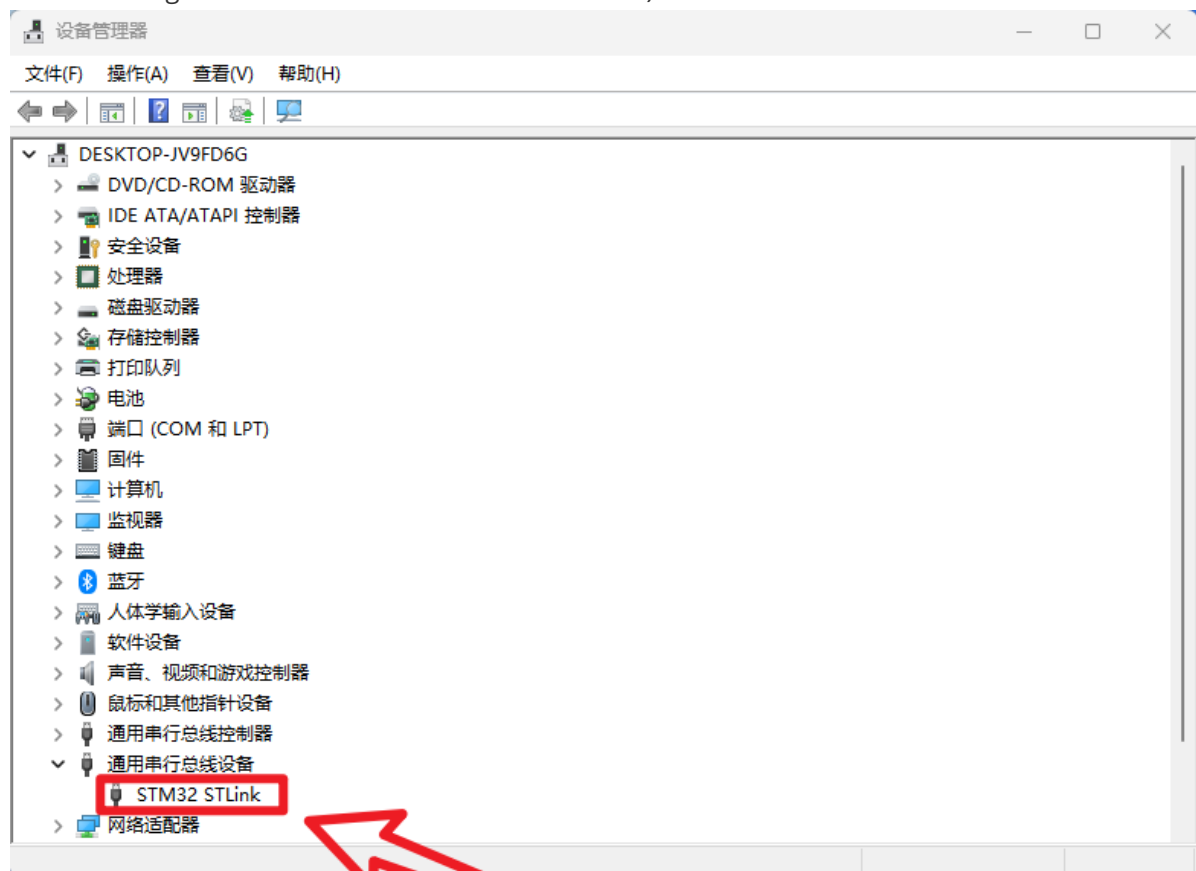 设备管理器
文件(F) 操作(A) 查看(V) 帮助(H)
DESKTOP-JV9FD6G
DVD/CD-ROM 驱动器
IDE ATA/ATAPI 控制器
安全设备
处理器
磁盘驱动器
存储控制器
打印队列
电池
端口 (COM 和 LPT)
固件
计算机
监视器
键盘
蓝牙
人体学输入设备
软件设备
声音、视频和游戏控制器
鼠标和其他指针设备
通用串行总线控制器
通用串行总线设备
STM32 STLink
网络适配器